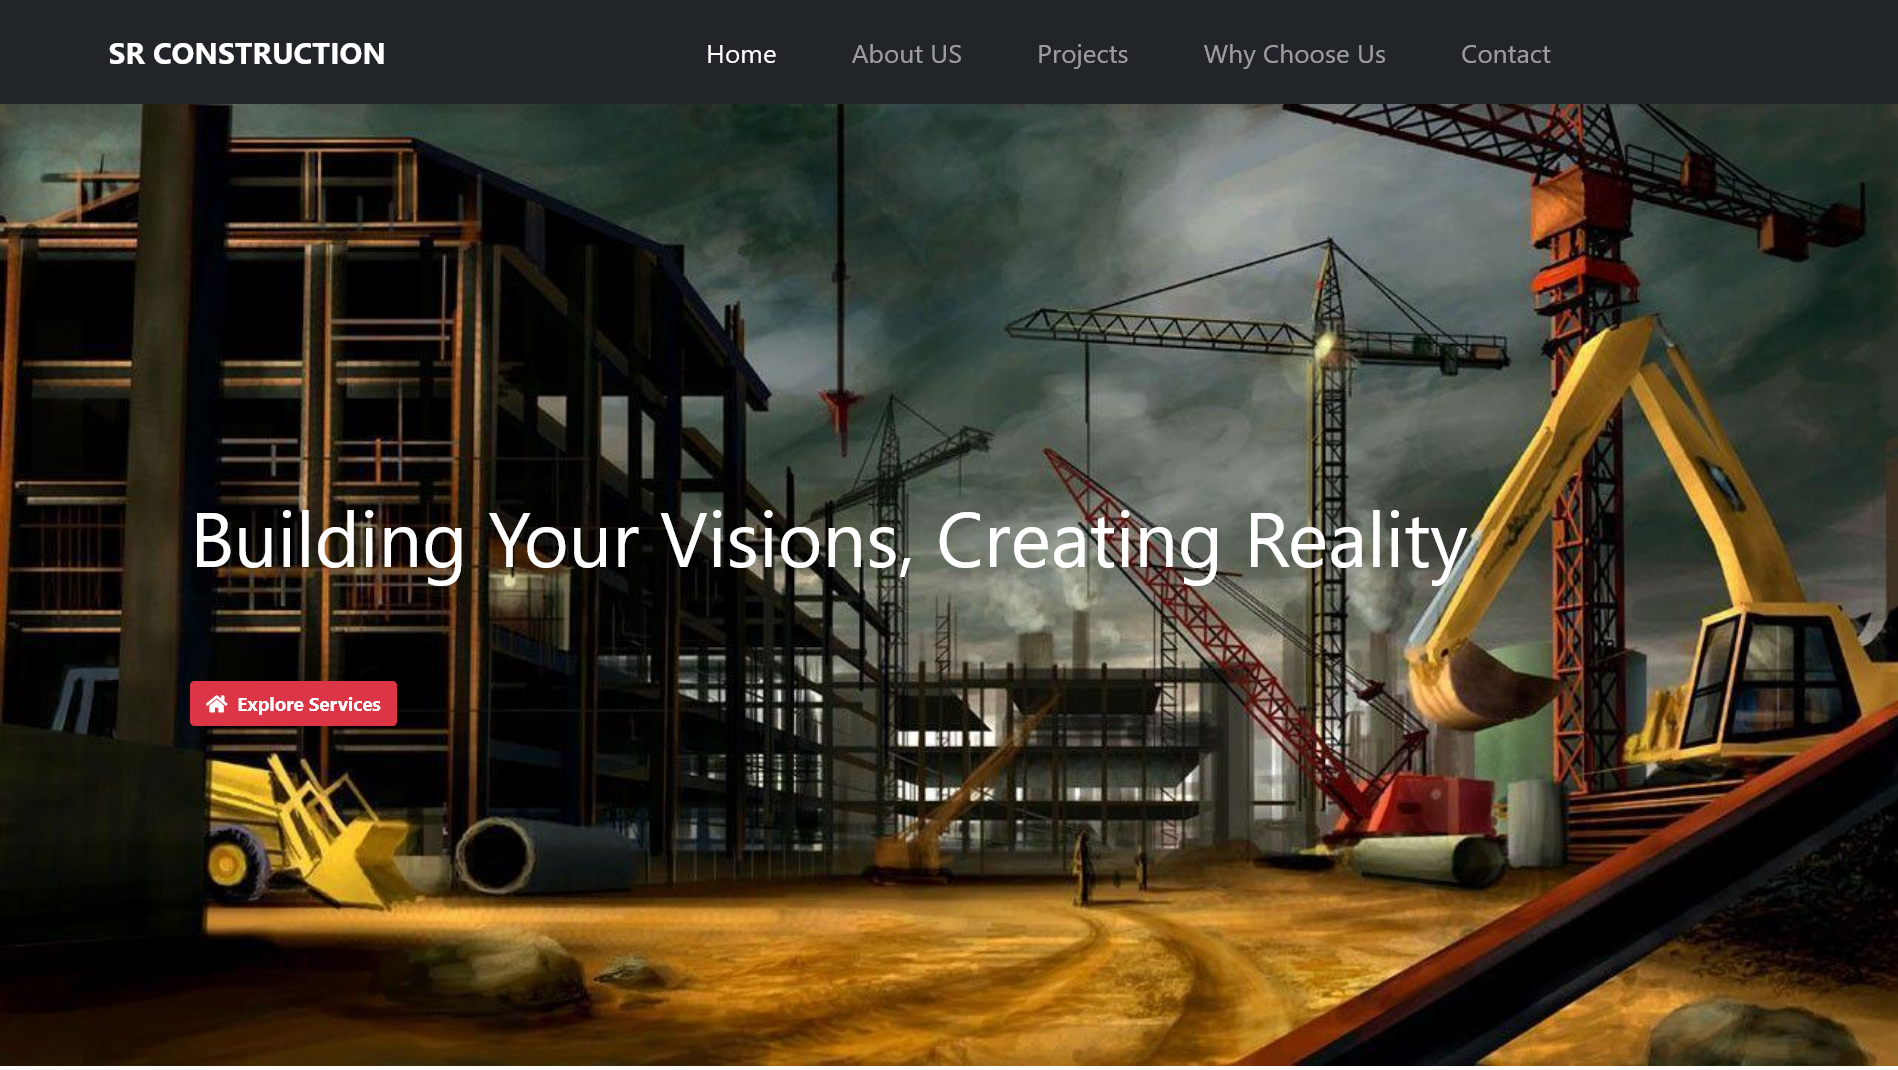 SR CONSTRUCTION
Home
About US
Projects
Why Choose Us
Contact
Building Your Visions, Creating Reality
Explore Services